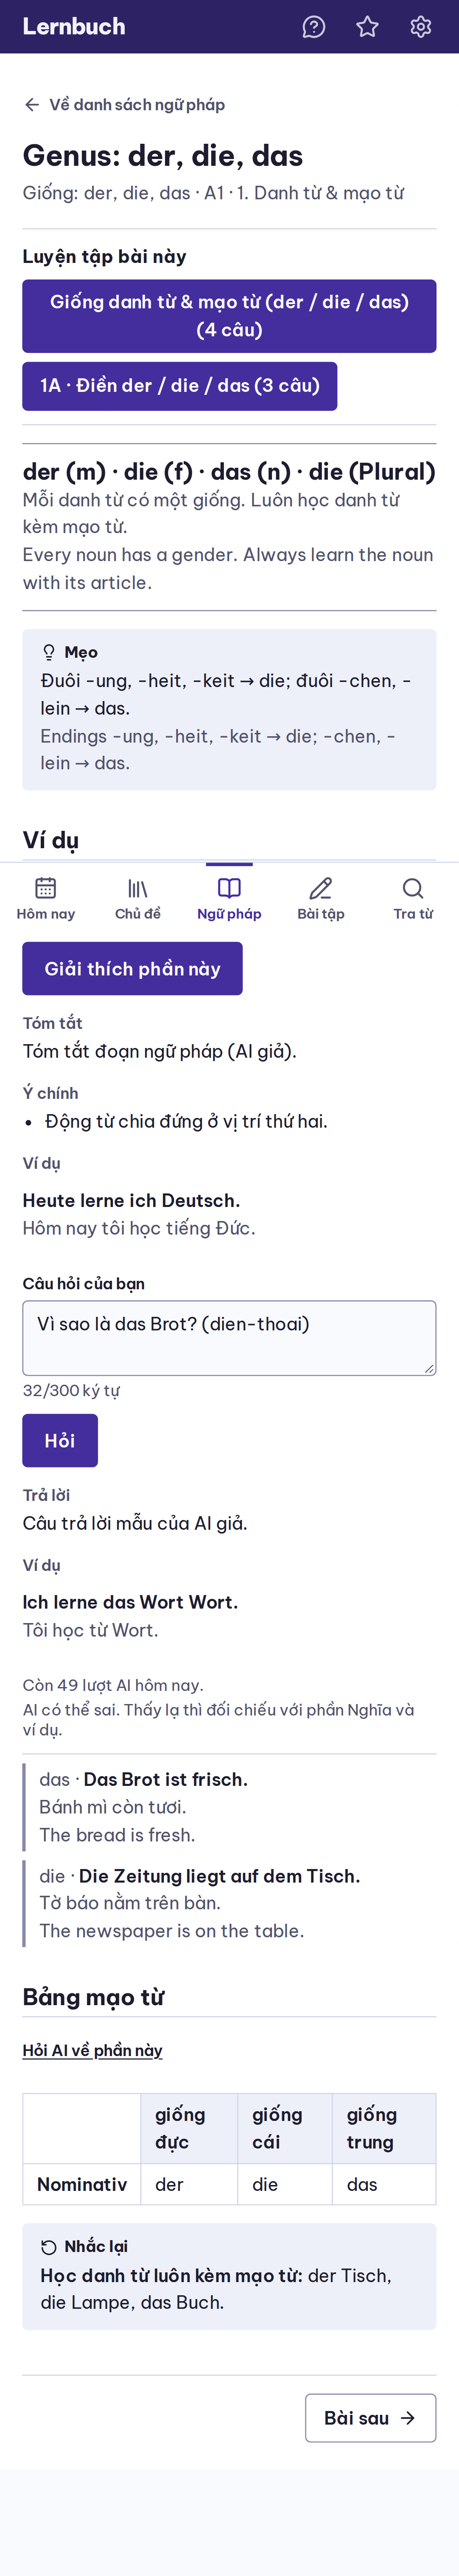 Lernbuch
Về danh sách ngữ pháp
Genus: der, die, das
Giống: der, die, das · A1 · 1. Danh từ & mạo từ
Luyện tập bài này
Giống danh từ & mạo từ (der / die / das)
(4 câu)
1A · Điền der / die / das (3 câu)
der (m) · die (f) · das (n) · die (Plural)
Mỗi danh từ có một giống. Luôn học danh từ
kèm mạo từ.
Every noun has a gender. Always learn the noun
with its article.
Mẹo
Đuôi -ung, -heit, -keit → die; đuôi -chen, -
lein → das.
Endings -ung, -heit, -keit → die; -chen, -
lein → das.
Ví dụ
Hôm nay
Chủ đề
Ngữ pháp
Bài tập
Tra từ
Giải thích phần này
Tóm tắt
Tóm tắt đoạn ngữ pháp (AI giả).
Ý chính
• Động từ chia đứng ở vị trí thứ hai.
Ví dụ
Heute lerne ich Deutsch.
Hôm nay tôi học tiếng Đức.
Câu hỏi của bạn
Vì sao là das Brot? (dien-thoai)
32/300 ký tự
Hỏi
Trả lời
Câu trả lời mẫu của AI giả.
Ví dụ
Ich lerne das Wort Wort.
Tôi học từ Wort.
Còn 49 lượt AI hôm nay.
AI có thể sai. Thấy lạ thì đối chiếu với phần Nghĩa và
ví dụ.
das · Das Brot ist frisch.
Bánh mì còn tươi.
The bread is fresh.
die · Die Zeitung liegt auf dem Tisch.
Tờ báo nằm trên bàn.
The newspaper is on the table.
Bảng mạo từ
Hỏi AI về phần này
giống đực
giống cái
giống trung
Nominativ der die das
Nhắc lại
Học danh từ luôn kèm mạo từ: der Tisch,
die Lampe, das Buch.
Bài sau →